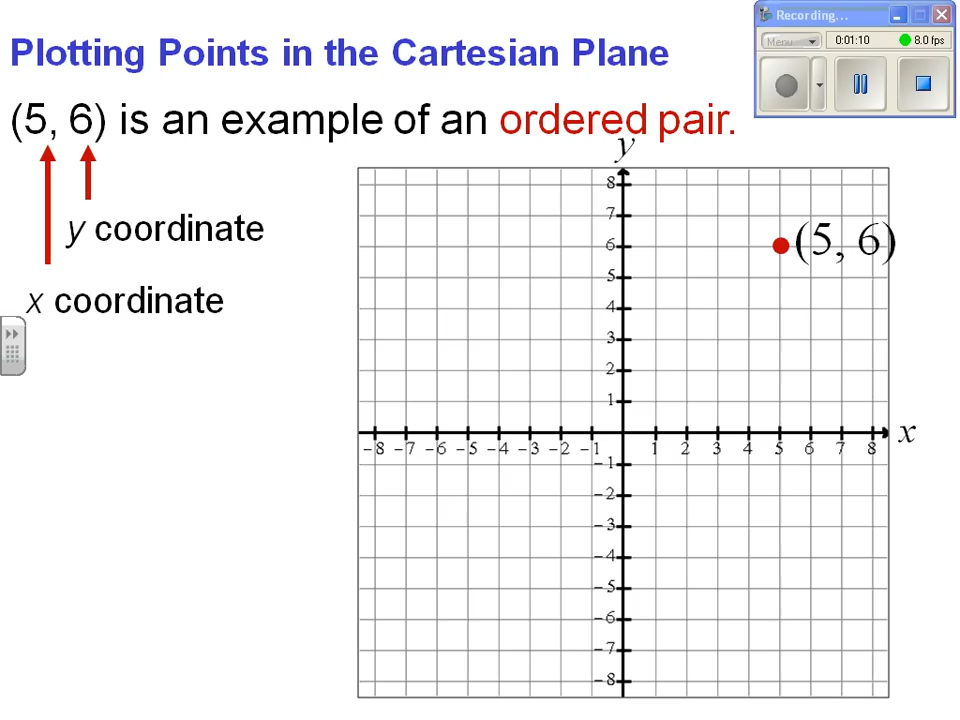 Plotting Points in the Cartesian Plane
Recording...
Menu 0:01:10 8.0 fps
(5, 6) is an example of an ordered pair.
y coordinate
x coordinate
y
8
7
6
(5, 6)
5
4
3
2
1
x
-8 -7 -6 -5 -4 -3 -2 -1 1 2 3 4 5 6 7 8
-1
-2
-3
-4
-5
-6
-7
-8